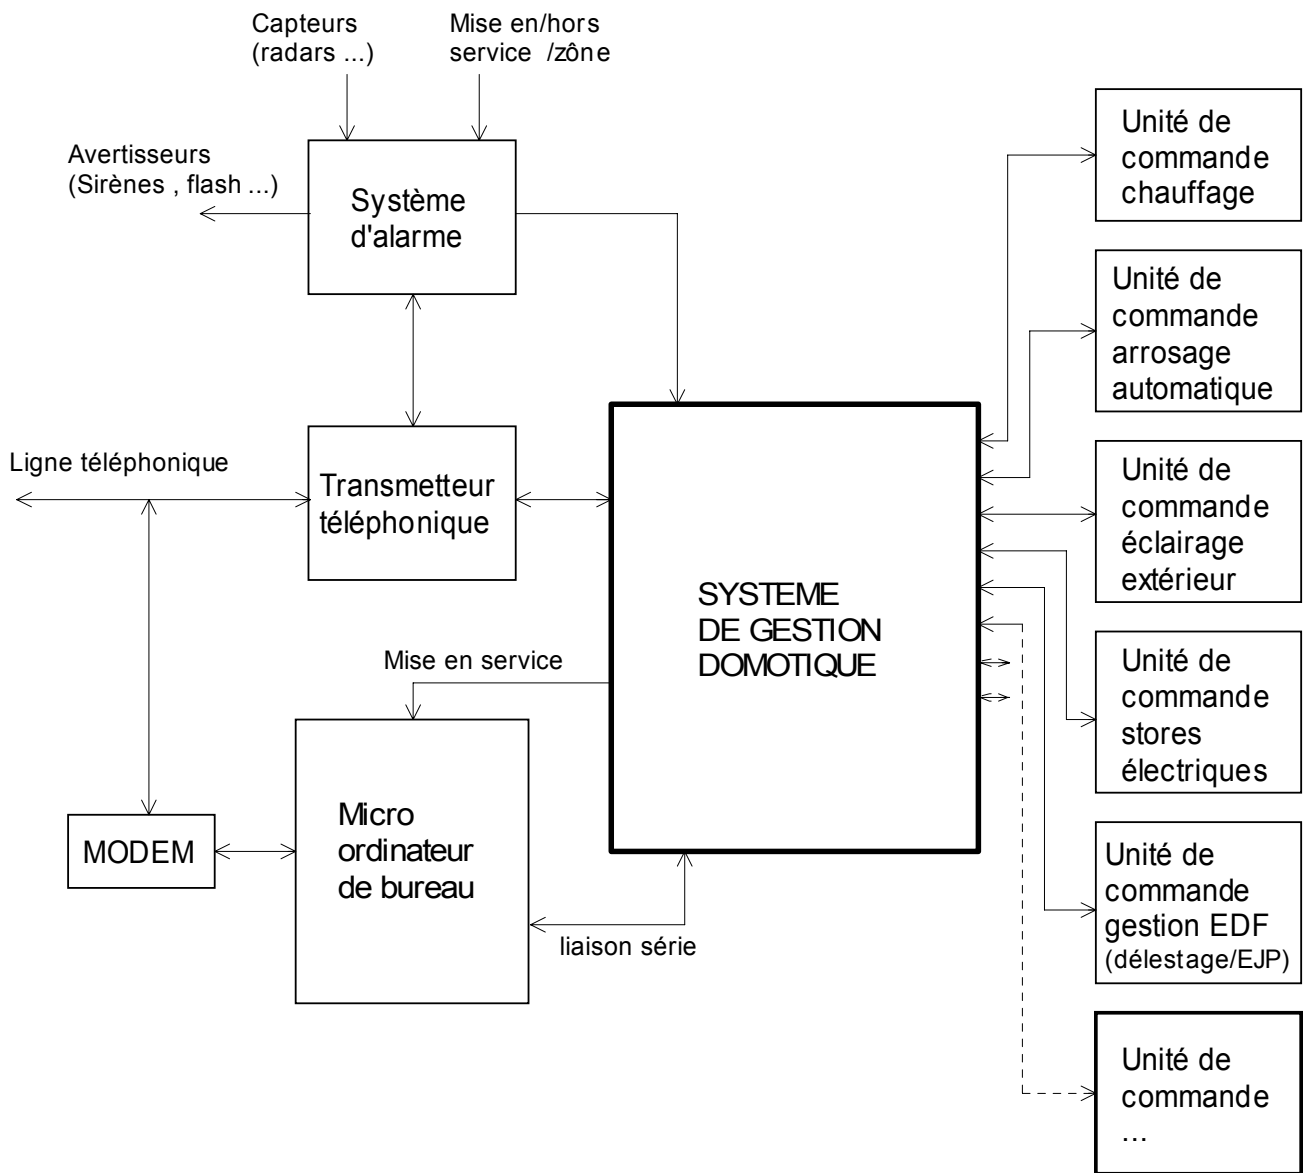 Capteurs
(radars ...)
Mise en/hors
service /zône
Avertisseurs
(Sirènes , flash ...)
Système
d'alarme
Ligne téléphonique
Transmetteur
téléphonique
SYSTEME
DE GESTION
DOMOTIQUE
Mise en service
Micro
ordinateur
de bureau
MODEM
liaison série
Unité de
commande
chauffage
Unité de
commande
arrosage
automatique
Unité de
commande
éclairage
extérieur
Unité de
commande
stores
électriques
Unité de
commande
gestion EDF
(délestage/EJP)
Unité de
commande
...